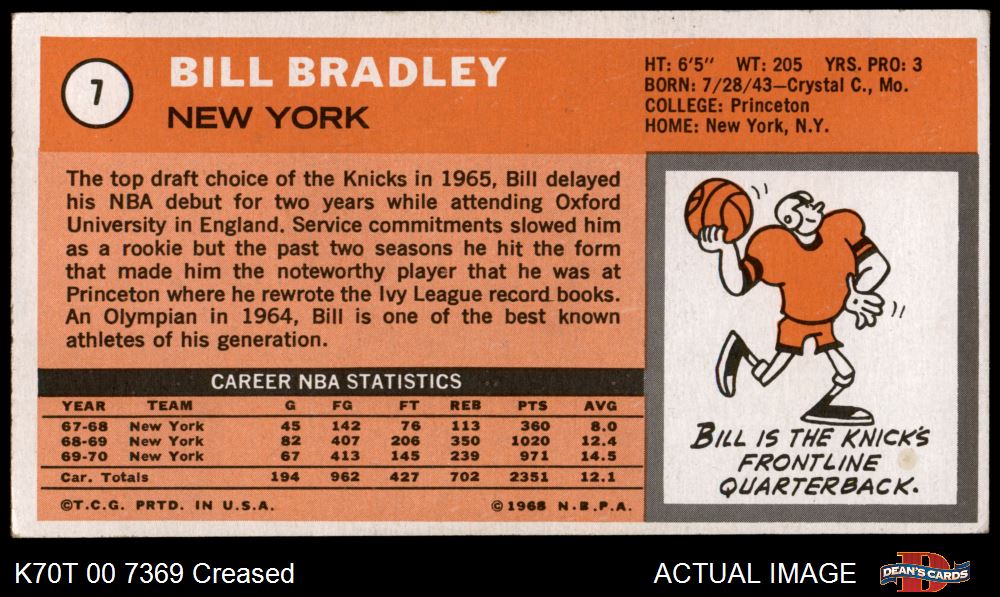 7
BILL BRADLEY
NEW YORK
HT: 6'5" WT: 205 YRS. PRO: 3
BORN: 7/28/43—Crystal C., Mo.
COLLEGE: Princeton
HOME: New York, N.Y.
The top draft choice of the Knicks in 1965, Bill delayed
his NBA debut for two years while attending Oxford
University in England. Service commitments slowed him
as a rookie but the past two seasons he hit the form
that made him the noteworthy player that he was at
Princeton where he rewrote the Ivy League record books.
An Olympian in 1964, Bill is one of the best known
athletes of his generation.
CAREER NBA STATISTICS
YEAR TEAM G FG FT REB PTS AVG
67-68 New York 45 142 76 113 360 8.0
68-69 New York 82 407 206 350 1020 12.4
69-70 New York 67 413 145 239 971 14.5
Car. Totals 194 962 427 702 2351 12.1
©T.C.G. PRTD. IN U.S.A. ©1968 N.B.P.A.
BILL IS THE KNICK'S
FRONTLINE
QUARTERBACK.
K70T 00 7369 Creased
ACTUAL IMAGE
D
DEAN'S CARDS